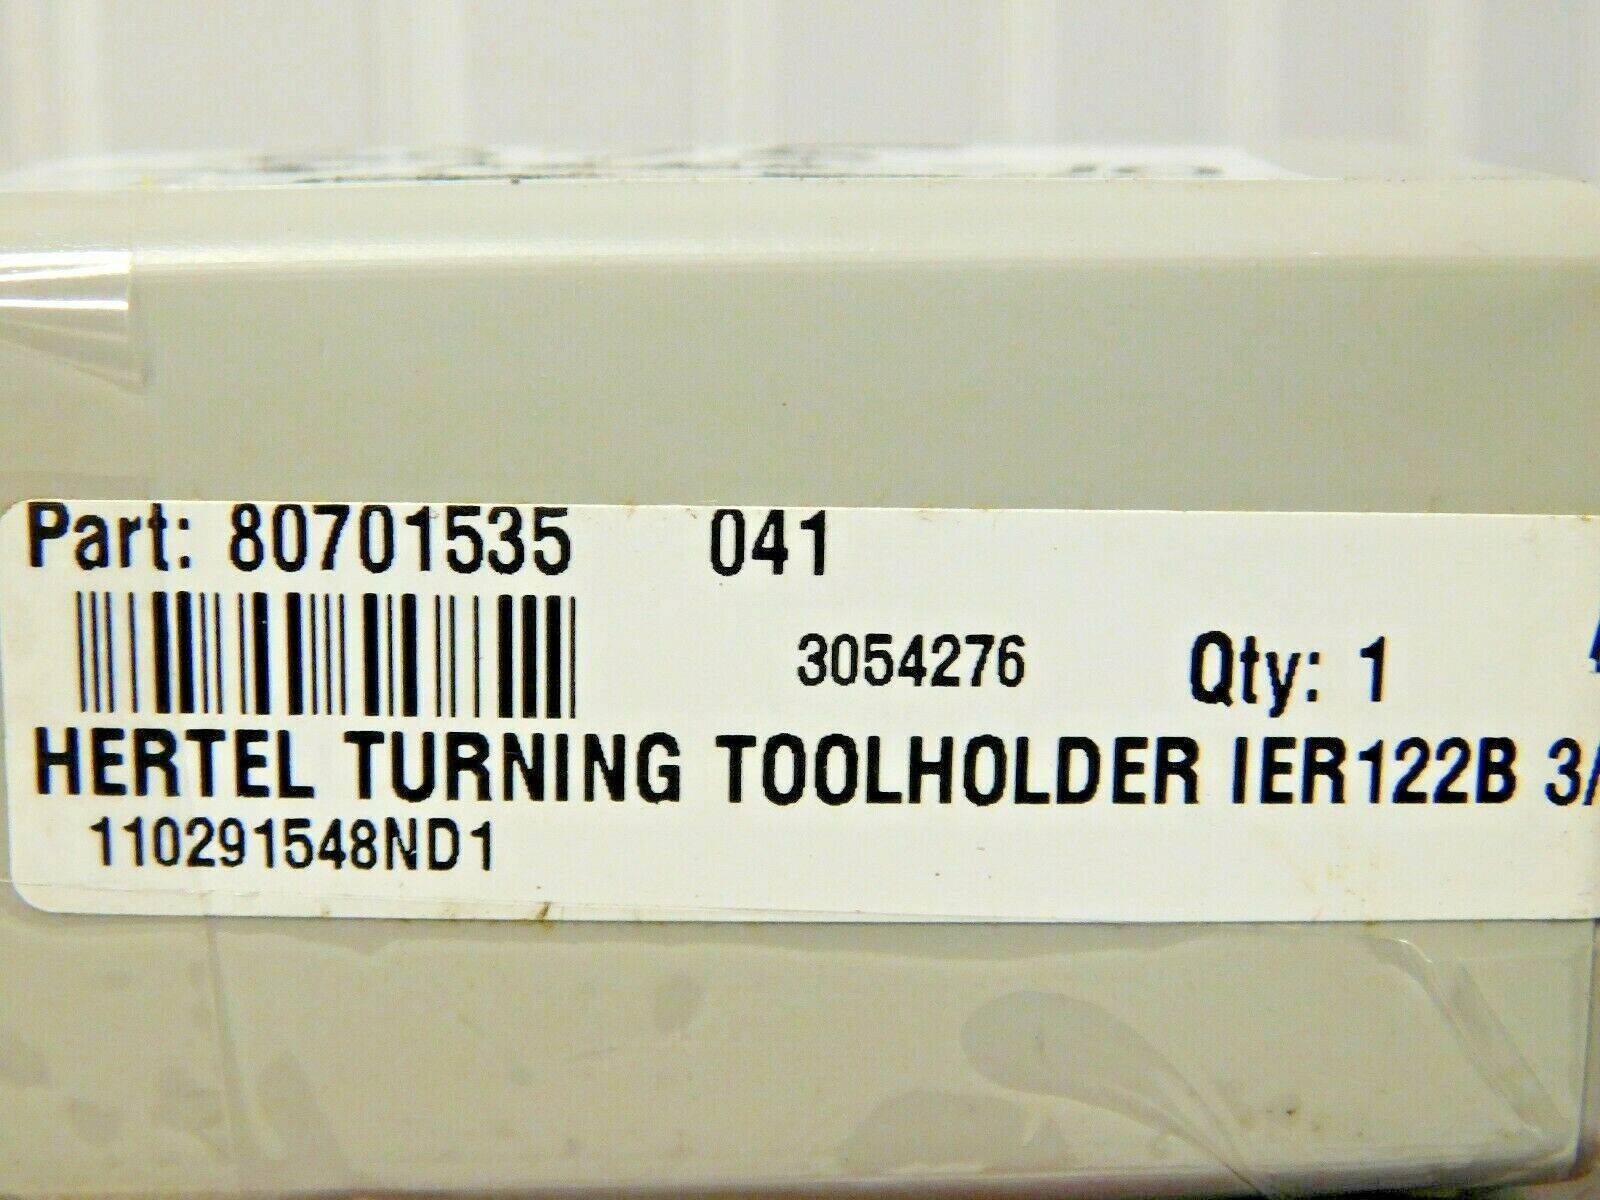 Part: 80701535 041
3054276 Qty: 1
HERTEL TURNING TOOLHOLDER IER122B 3/
110291548ND1